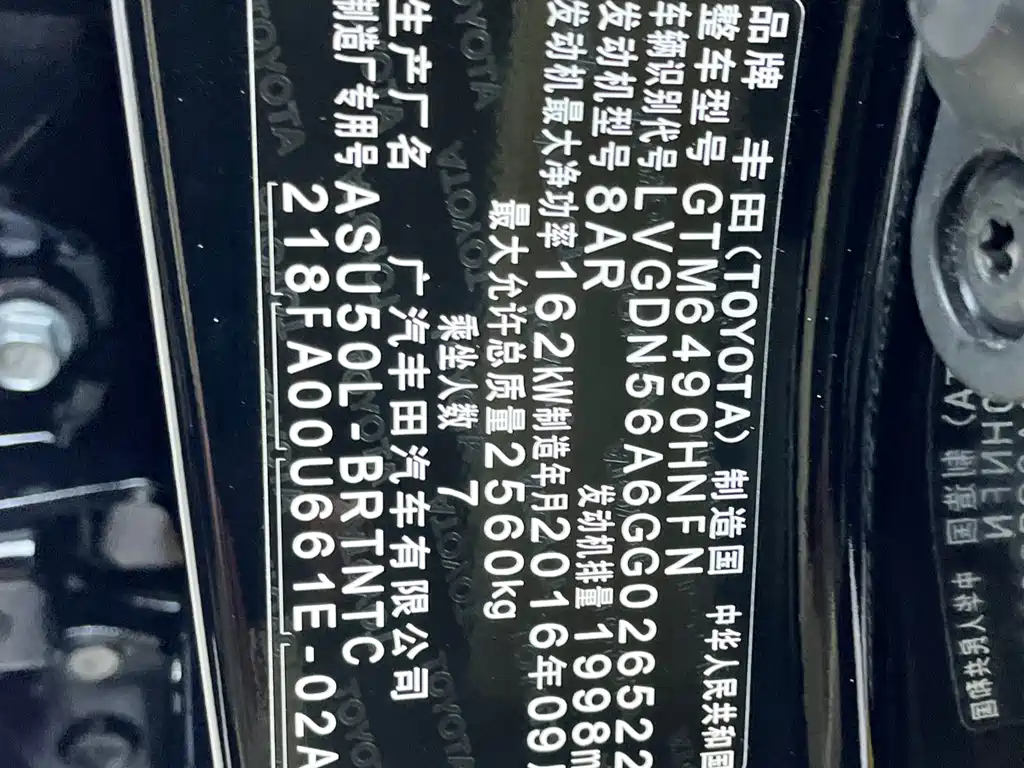 品牌 丰田(TOYOTA) 制造国 中华人民共和国
整车型号 GTM6490HNFN
车辆识别代号 LVGDN56A6GG026522
发动机型号 8AR 发动机排量 1998m
发动机最大净功率 162kW 制造年月 2016年09
最大允许总质量 2560kg
乘坐人数 7
生产厂名 广汽丰田汽车有限公司
制造厂专用号 ASU50L-BRTNTC
218FA00U661E-02A